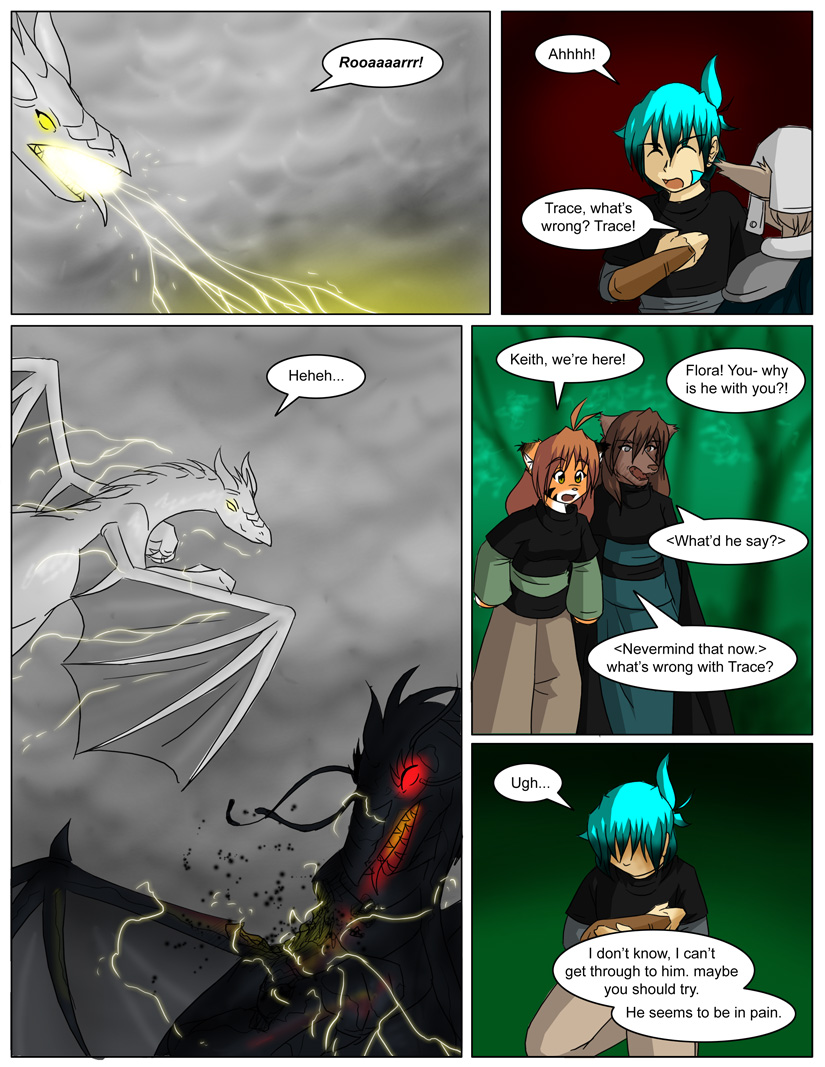 Rooaaaarrr!
Ahhhh!
Trace, what's
wrong? Trace!
Heheh...
Keith, we're here!
Flora! You- why
is he with you?!
<What'd he say?>
<Nevermind that now.>
what's wrong with Trace?
Ugh...
I don't know, I can't
get through to him. maybe
you should try.
He seems to be in pain.